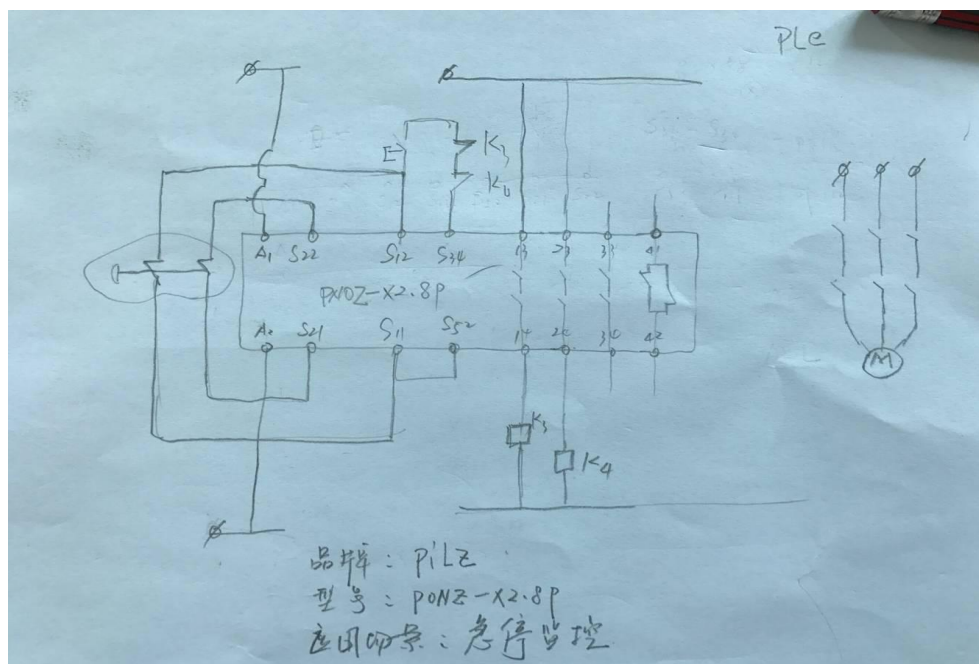 PLe
K3
K4
A1 S22 S12 S34 13 23 33 41
PNOZ-X2.8P
A2 S21 S11 S52 14 24 34 42
K3
K4
M
品牌：PiLZ
型号：PONZ-X2.8P
应用场景：急停监控